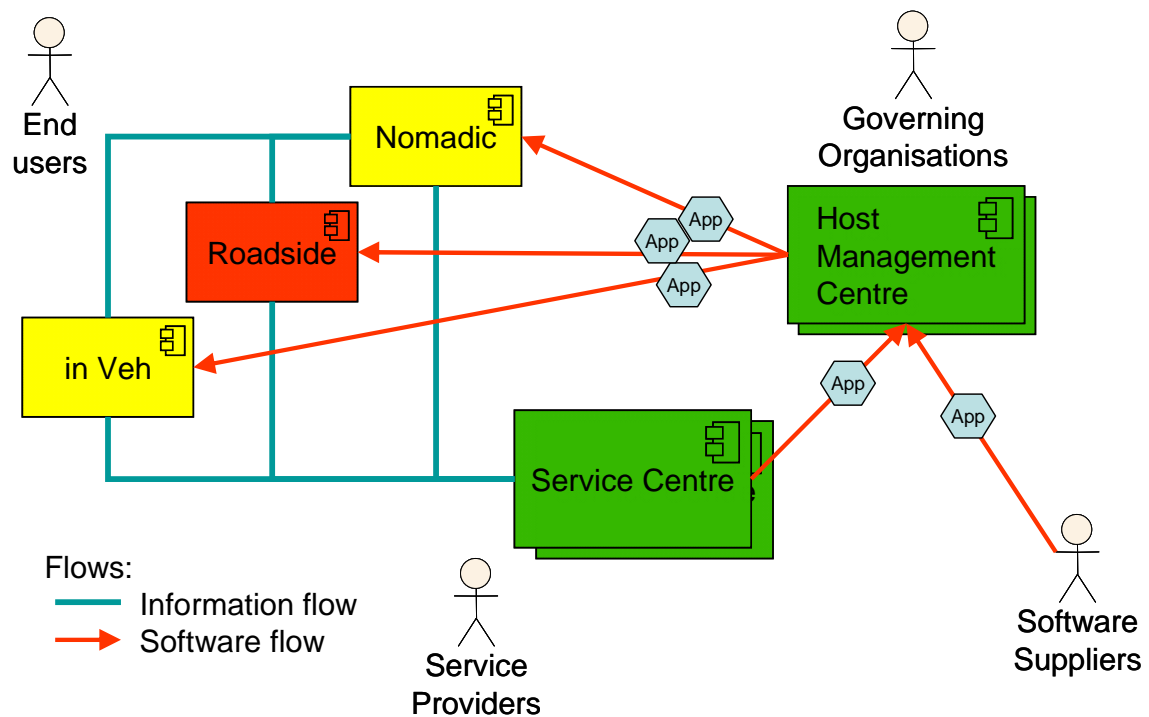 End
users
Nomadic
Governing
Organisations
Roadside
App
App
App
Host
Management
Centre
in Veh
App
App
Service Centre
e
Flows:
Information flow
Software flow
Service
Providers
Software
Suppliers